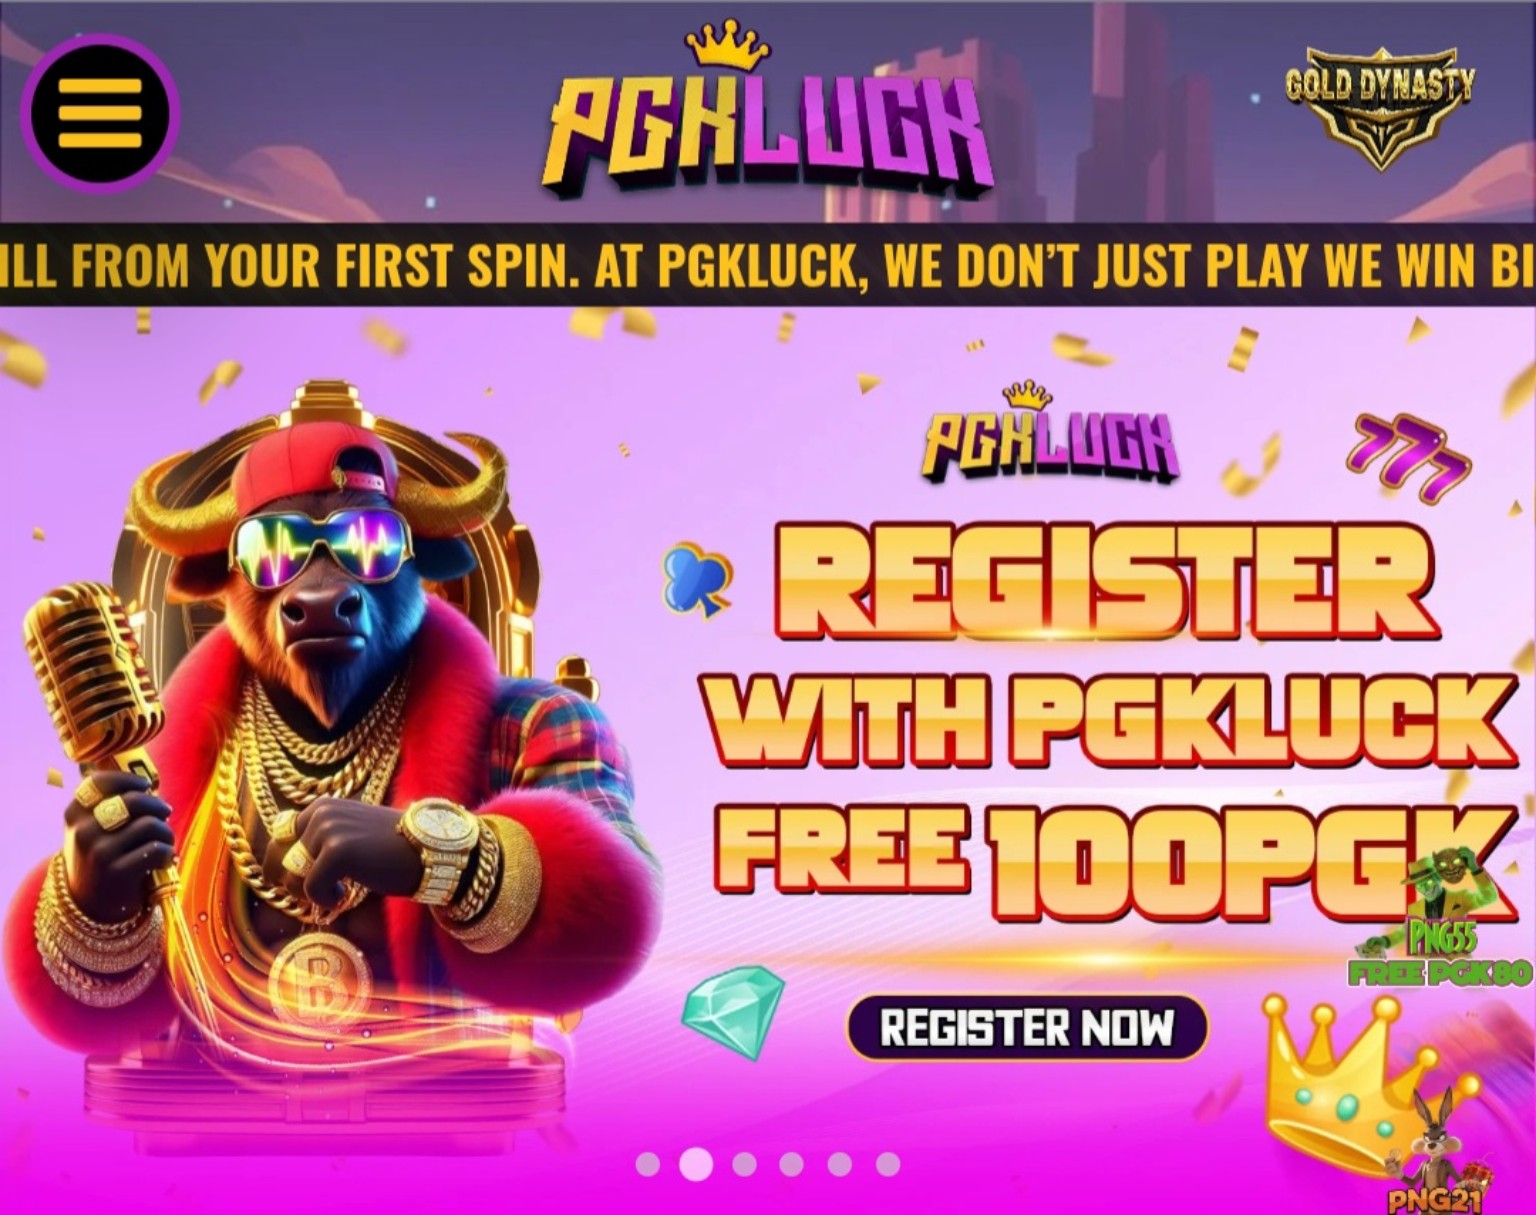 PGKLUCK
GOLD DYNASTY
ILL FROM YOUR FIRST SPIN. AT PGKLUCK, WE DON'T JUST PLAY WE WIN BI
PGKLUCK
777
REGISTER
WITH PGKLUCK
FREE 100PGK
PNG55
FREE PGK80
REGISTER NOW
B
PNG21